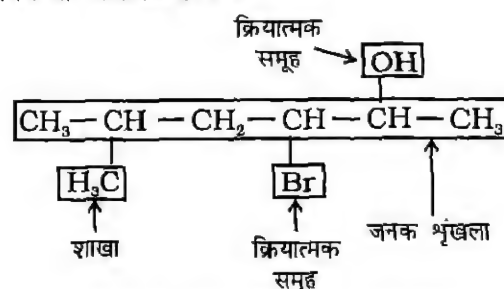 क्रियात्मक
समूह
OH
CH₃—CH—CH₂—CH—CH—CH₃
H₃C
Br
शाखा
क्रियात्मक
समूह
जनक शृंखला